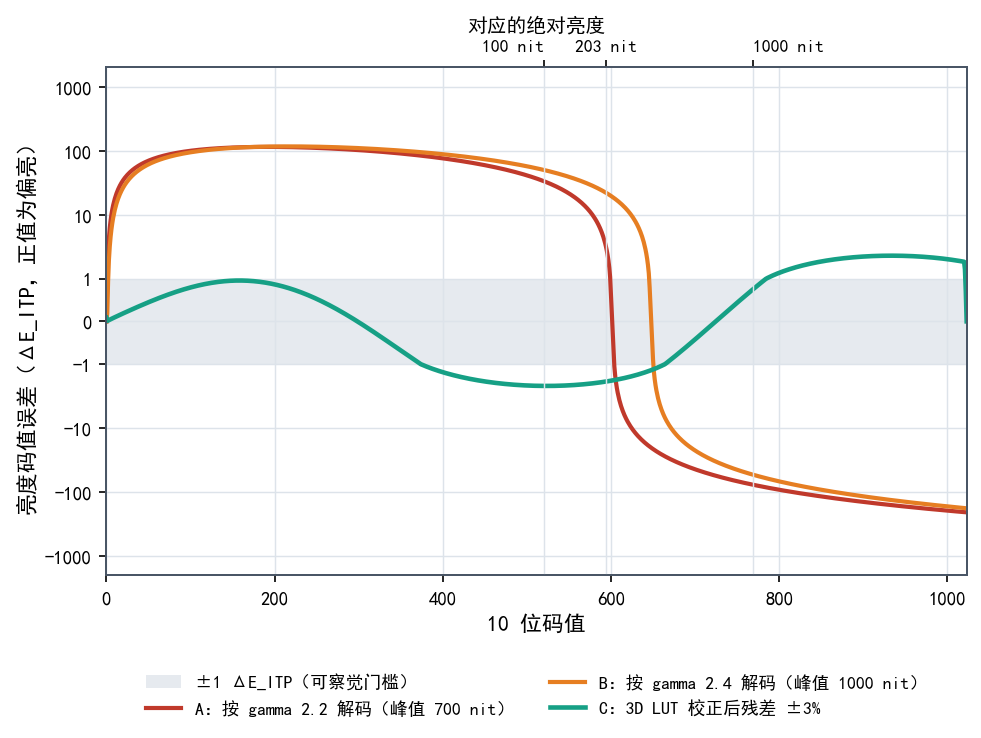 对应的绝对亮度
100 nit 203 nit 1000 nit
亮度码值误差（ΔE_ITP，正值为偏亮）
1000
100
10
1
0
−1
−10
−100
−1000
0 200 400 600 800 1000
10 位码值
±1 ΔE_ITP（可察觉门槛）
A：按 gamma 2.2 解码（峰值 700 nit）
B：按 gamma 2.4 解码（峰值 1000 nit）
C：3D LUT 校正后残差 ±3%